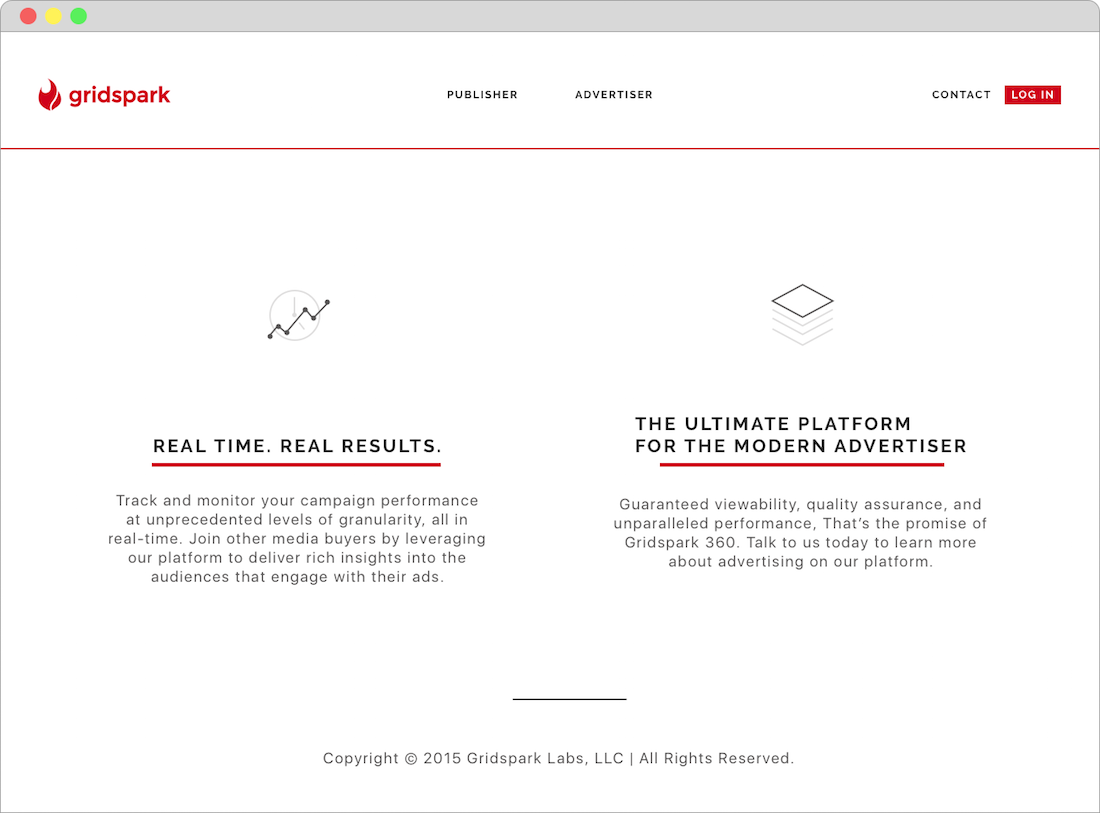 gridspark
PUBLISHER
ADVERTISER
CONTACT
LOG IN
REAL TIME. REAL RESULTS.
Track and monitor your campaign performance
at unprecedented levels of granularity, all in
real-time. Join other media buyers by leveraging
our platform to deliver rich insights into the
audiences that engage with their ads.
THE ULTIMATE PLATFORM
FOR THE MODERN ADVERTISER
Guaranteed viewability, quality assurance, and
unparalleled performance, That’s the promise of
Gridspark 360. Talk to us today to learn more
about advertising on our platform.
Copyright © 2015 Gridspark Labs, LLC | All Rights Reserved.